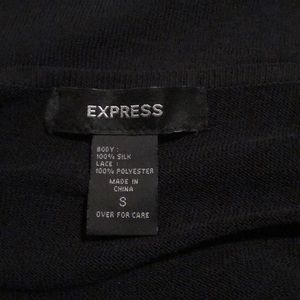 EXPRESS
BODY :
100% SILK
LACE :
100% POLYESTER
MADE IN
CHINA
S
OVER FOR CARE